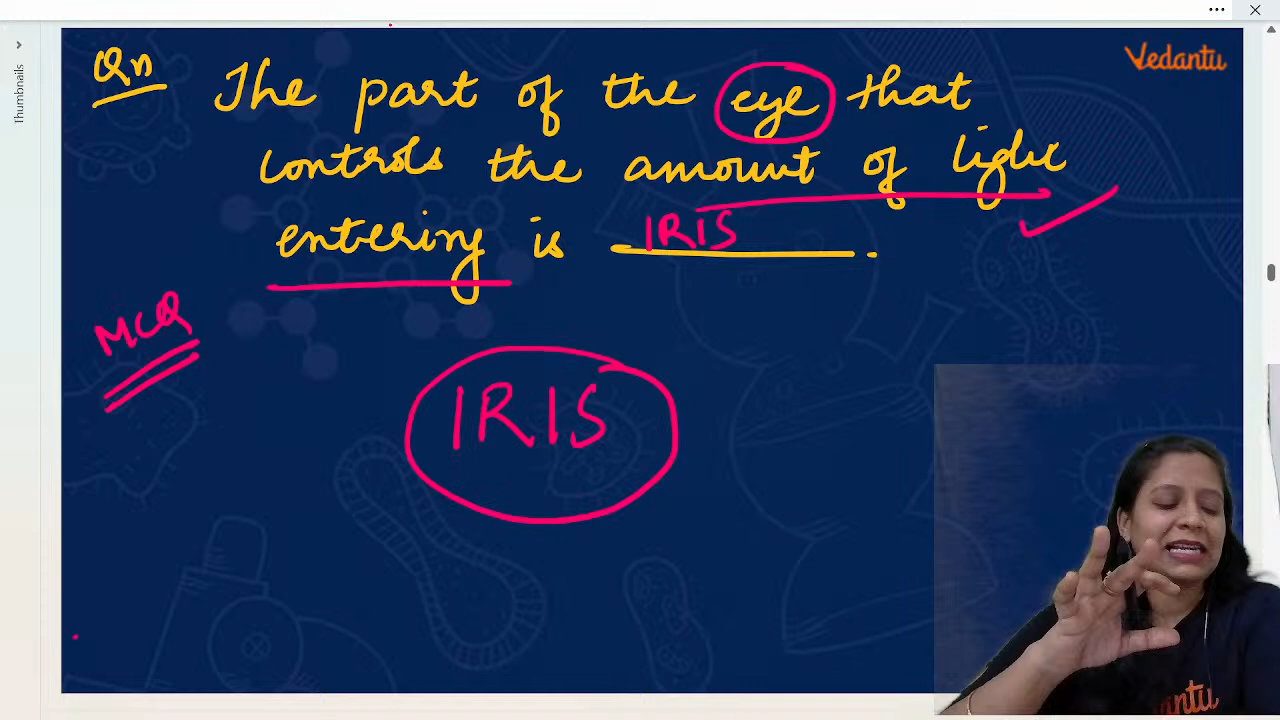 Thumbnails
Qn
Vedantu
The part of the eye that
controls the amount of light
entering is IRIS.
MCQ
IRIS
vantu